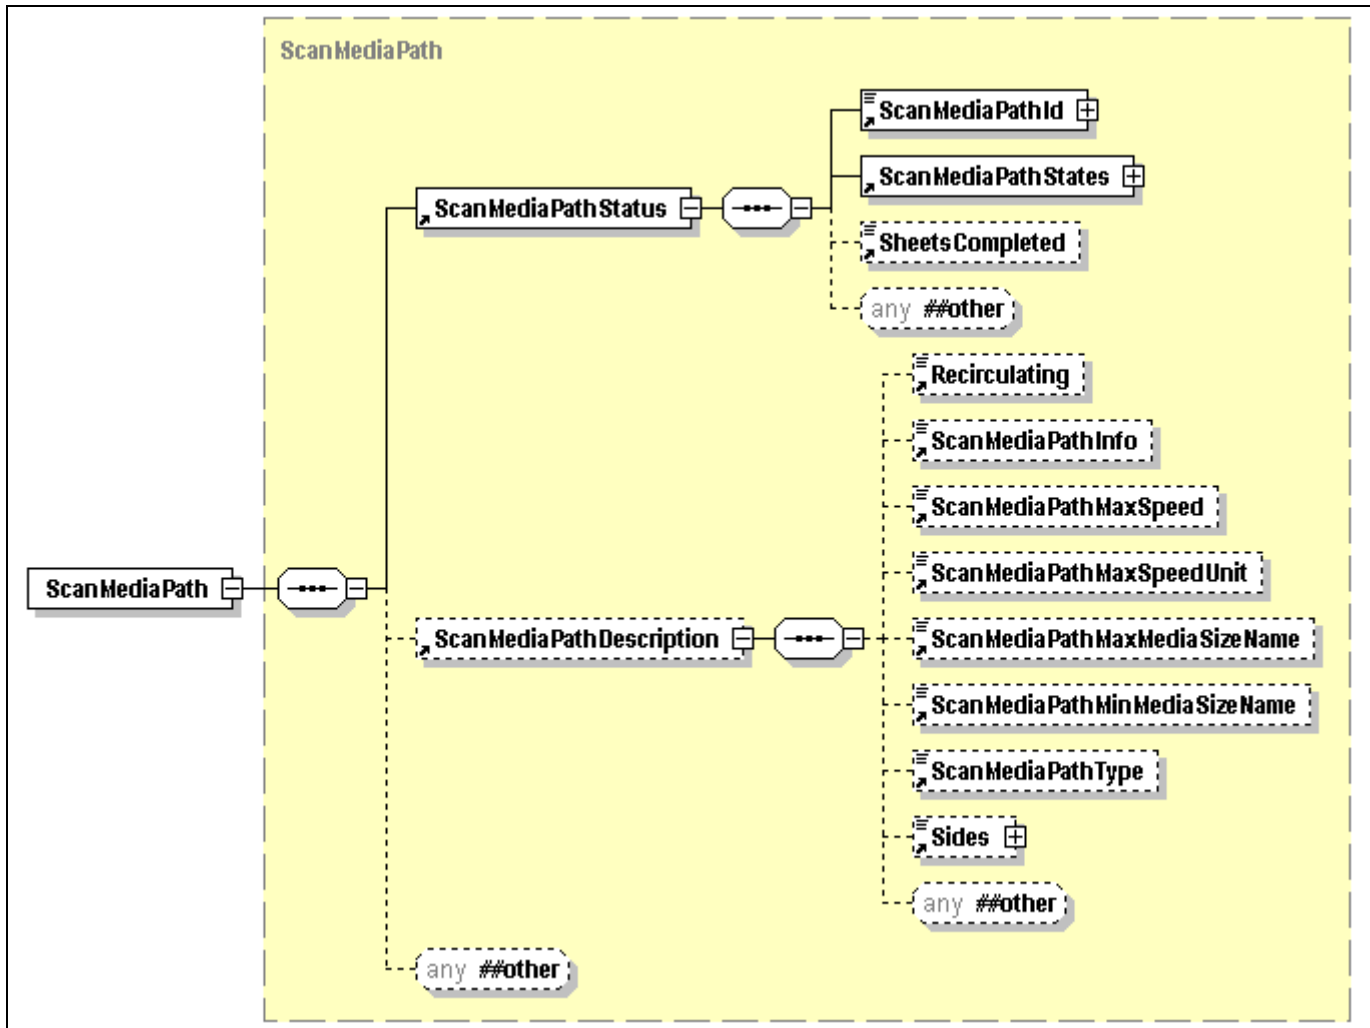 ScanMediaPath
ScanMediaPathId
ScanMediaPathStates
ScanMediaPathStatus
SheetsCompleted
any ##other
Recirculating
ScanMediaPathInfo
ScanMediaPathMaxSpeed
ScanMediaPathMaxSpeedUnit
ScanMediaPath
ScanMediaPathDescription
ScanMediaPathMaxMediaSizeName
ScanMediaPathMinMediaSizeName
ScanMediaPathType
Sides
any ##other
any ##other